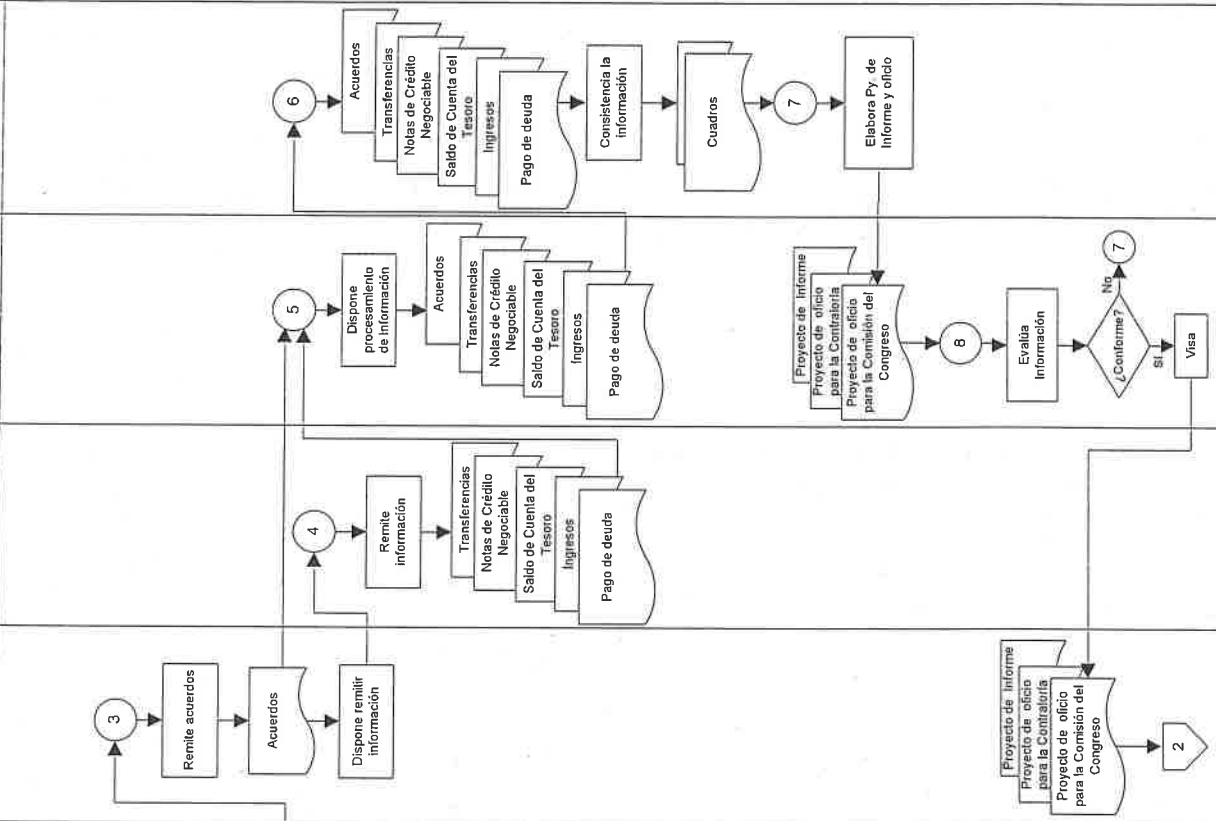 3
Remite acuerdos
Acuerdos
Dispone remitir
información
4
Remite
información
Transferencias
Notas de Crédito
Negociable
Saldo de Cuenta del
Tesoro
Ingresos
Pago de deuda
5
Dispone
procesamiento
de Información
Acuerdos
Transferencias
Notas de Crédito
Negociable
Saldo de Cuenta del
Tesoro
Ingresos
Pago de deuda
6
Acuerdos
Transferencias
Notas de Crédito
Negociable
Saldo de Cuenta del
Tesoro
Ingresos
Pago de deuda
Consistencia la
información
Cuadros
7
Elabora Py. de
Informe y oficio
Proyecto de Informe
Proyecto de oficio
para la Contraloría
Proyecto de oficio
para la Comisión del
Congreso
8
Evalúa
Información
¿Conforme?
No
7
SI
Visa
Proyecto de Informe
Proyecto de oficio
para la Contraloría
Proyecto de oficio
para la Comisión del
Congreso
2